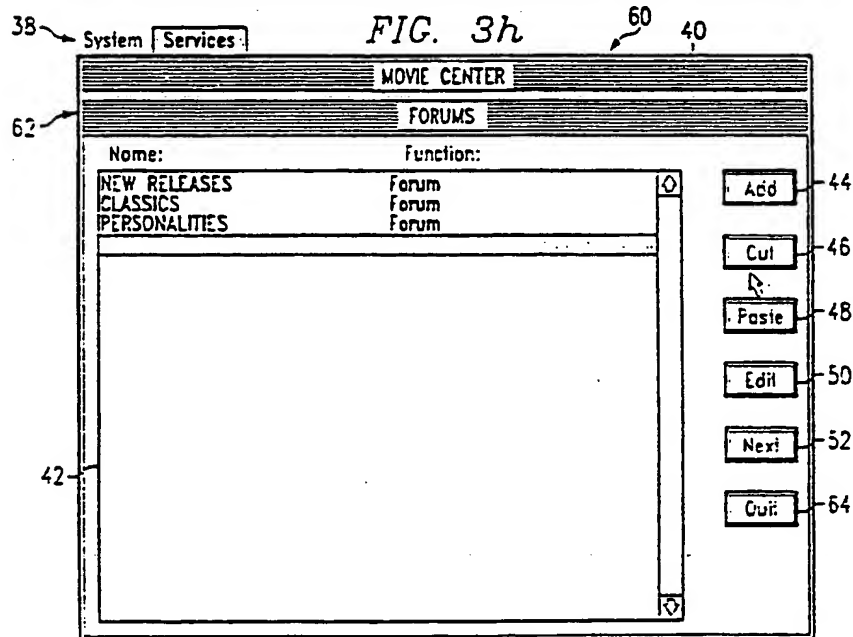 38 System Services FIG. 3h 60 40
MOVIE CENTER
62 FORUMS
Name: Function:
NEW RELEASES Forum
CLASSICS Forum
PERSONALITIES Forum
Add 44
Cut 46
Paste 48
Edit 50
Next 52
42
Quit 64